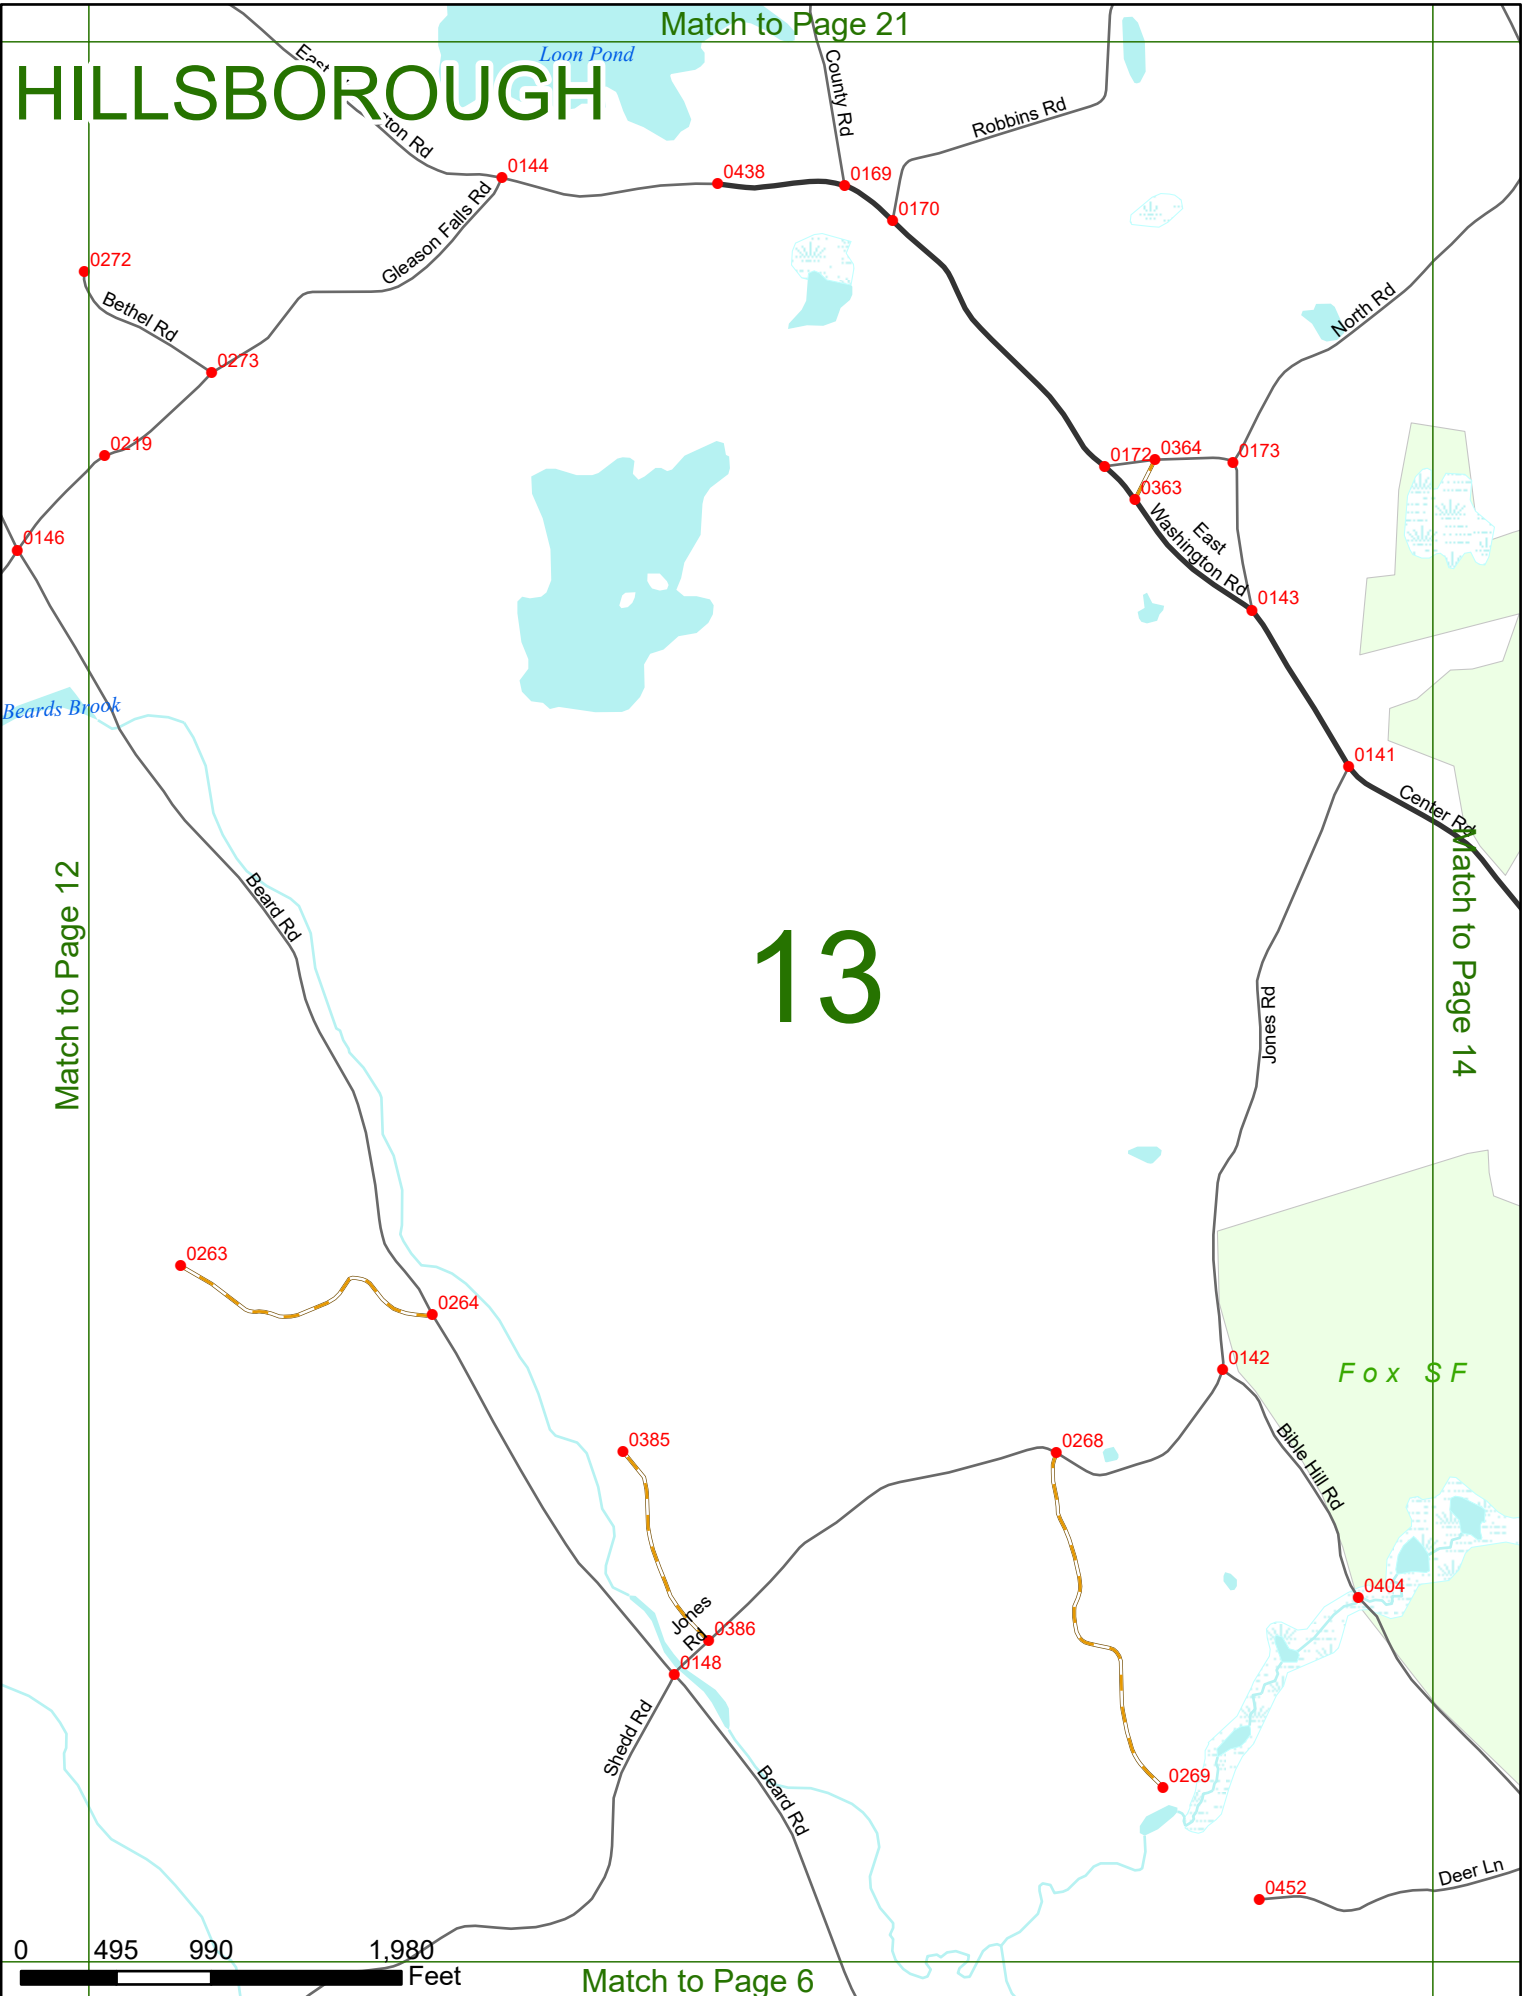 Match to Page 21
Loon Pond
HILLSBOROUGH
East
ton Rd
County Rd
Robbins Rd
0144
0438
0169
0170
Gleason Falls Rd
0272
Bethel Rd
0273
North Rd
0219
0172
0364
0173
0363
East
Washington Rd
0146
0143
Beards Brook
0141
Center Rd
Match to Page 12
Beard Rd
13
Match to Page 14
Jones Rd
0263
0264
0142
Fox SF
0385
0268
Bible Hill Rd
0404
Jones
Rd
0386
0148
Shedd Rd
Beard Rd
0269
0452
Deer Ln
0 495 990 1,980
Feet
Match to Page 6